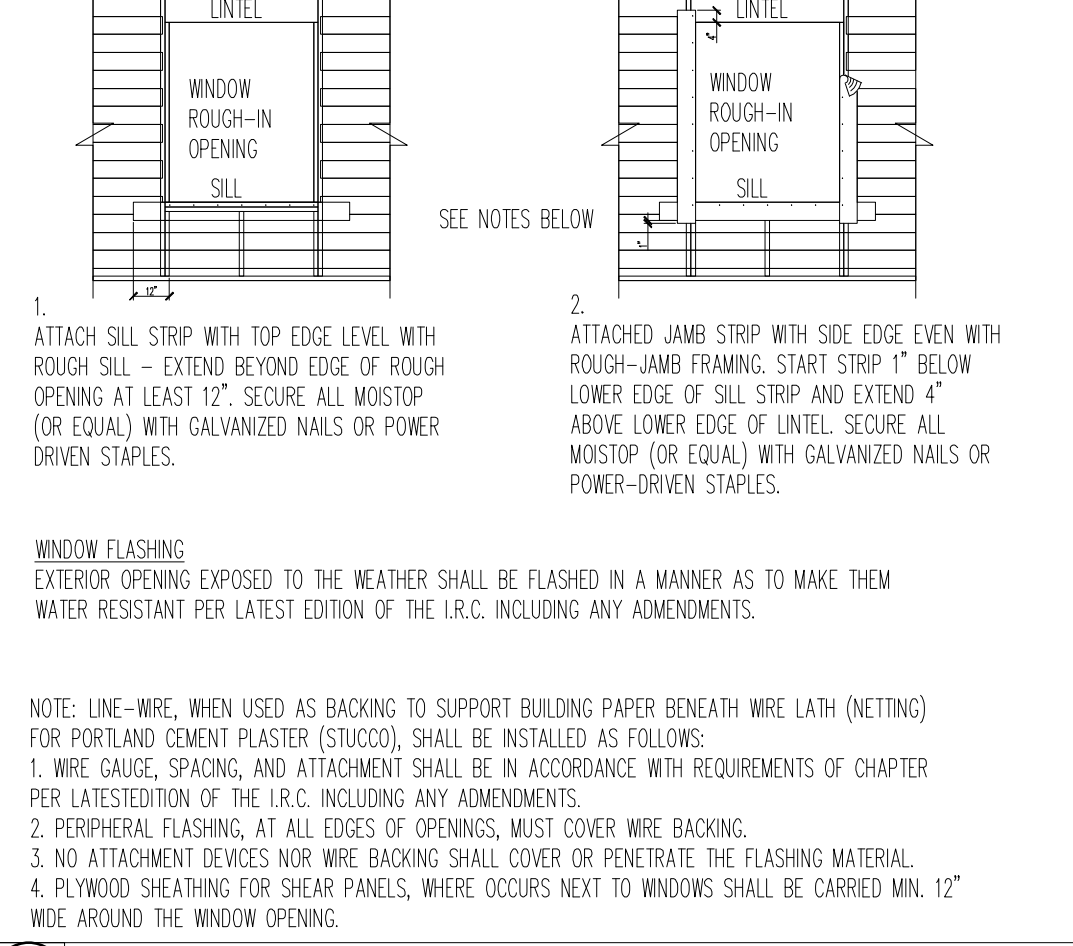 LINTEL
WINDOW
ROUGH-IN
OPENING
SILL
12"
LINTEL
4"
WINDOW
ROUGH-IN
OPENING
SILL
1"
SEE NOTES BELOW
1.
ATTACH SILL STRIP WITH TOP EDGE LEVEL WITH
ROUGH SILL – EXTEND BEYOND EDGE OF ROUGH
OPENING AT LEAST 12". SECURE ALL MOISTOP
(OR EQUAL) WITH GALVANIZED NAILS OR POWER
DRIVEN STAPLES.
2.
ATTACHED JAMB STRIP WITH SIDE EDGE EVEN WITH
ROUGH-JAMB FRAMING. START STRIP 1" BELOW
LOWER EDGE OF SILL STRIP AND EXTEND 4"
ABOVE LOWER EDGE OF LINTEL. SECURE ALL
MOISTOP (OR EQUAL) WITH GALVANIZED NAILS OR
POWER-DRIVEN STAPLES.
WINDOW FLASHING
EXTERIOR OPENING EXPOSED TO THE WEATHER SHALL BE FLASHED IN A MANNER AS TO MAKE THEM
WATER RESISTANT PER LATEST EDITION OF THE I.R.C. INCLUDING ANY ADMENDMENTS.
NOTE: LINE-WIRE, WHEN USED AS BACKING TO SUPPORT BUILDING PAPER BENEATH WIRE LATH (NETTING)
FOR PORTLAND CEMENT PLASTER (STUCCO), SHALL BE INSTALLED AS FOLLOWS:
1. WIRE GAUGE, SPACING, AND ATTACHMENT SHALL BE IN ACCORDANCE WITH REQUIREMENTS OF CHAPTER
PER LATESTEDITION OF THE I.R.C. INCLUDING ANY ADMENDMENTS.
2. PERIPHERAL FLASHING, AT ALL EDGES OF OPENINGS, MUST COVER WIRE BACKING.
3. NO ATTACHMENT DEVICES NOR WIRE BACKING SHALL COVER OR PENETRATE THE FLASHING MATERIAL.
4. PLYWOOD SHEATHING FOR SHEAR PANELS, WHERE OCCURS NEXT TO WINDOWS SHALL BE CARRIED MIN. 12"
WIDE AROUND THE WINDOW OPENING.